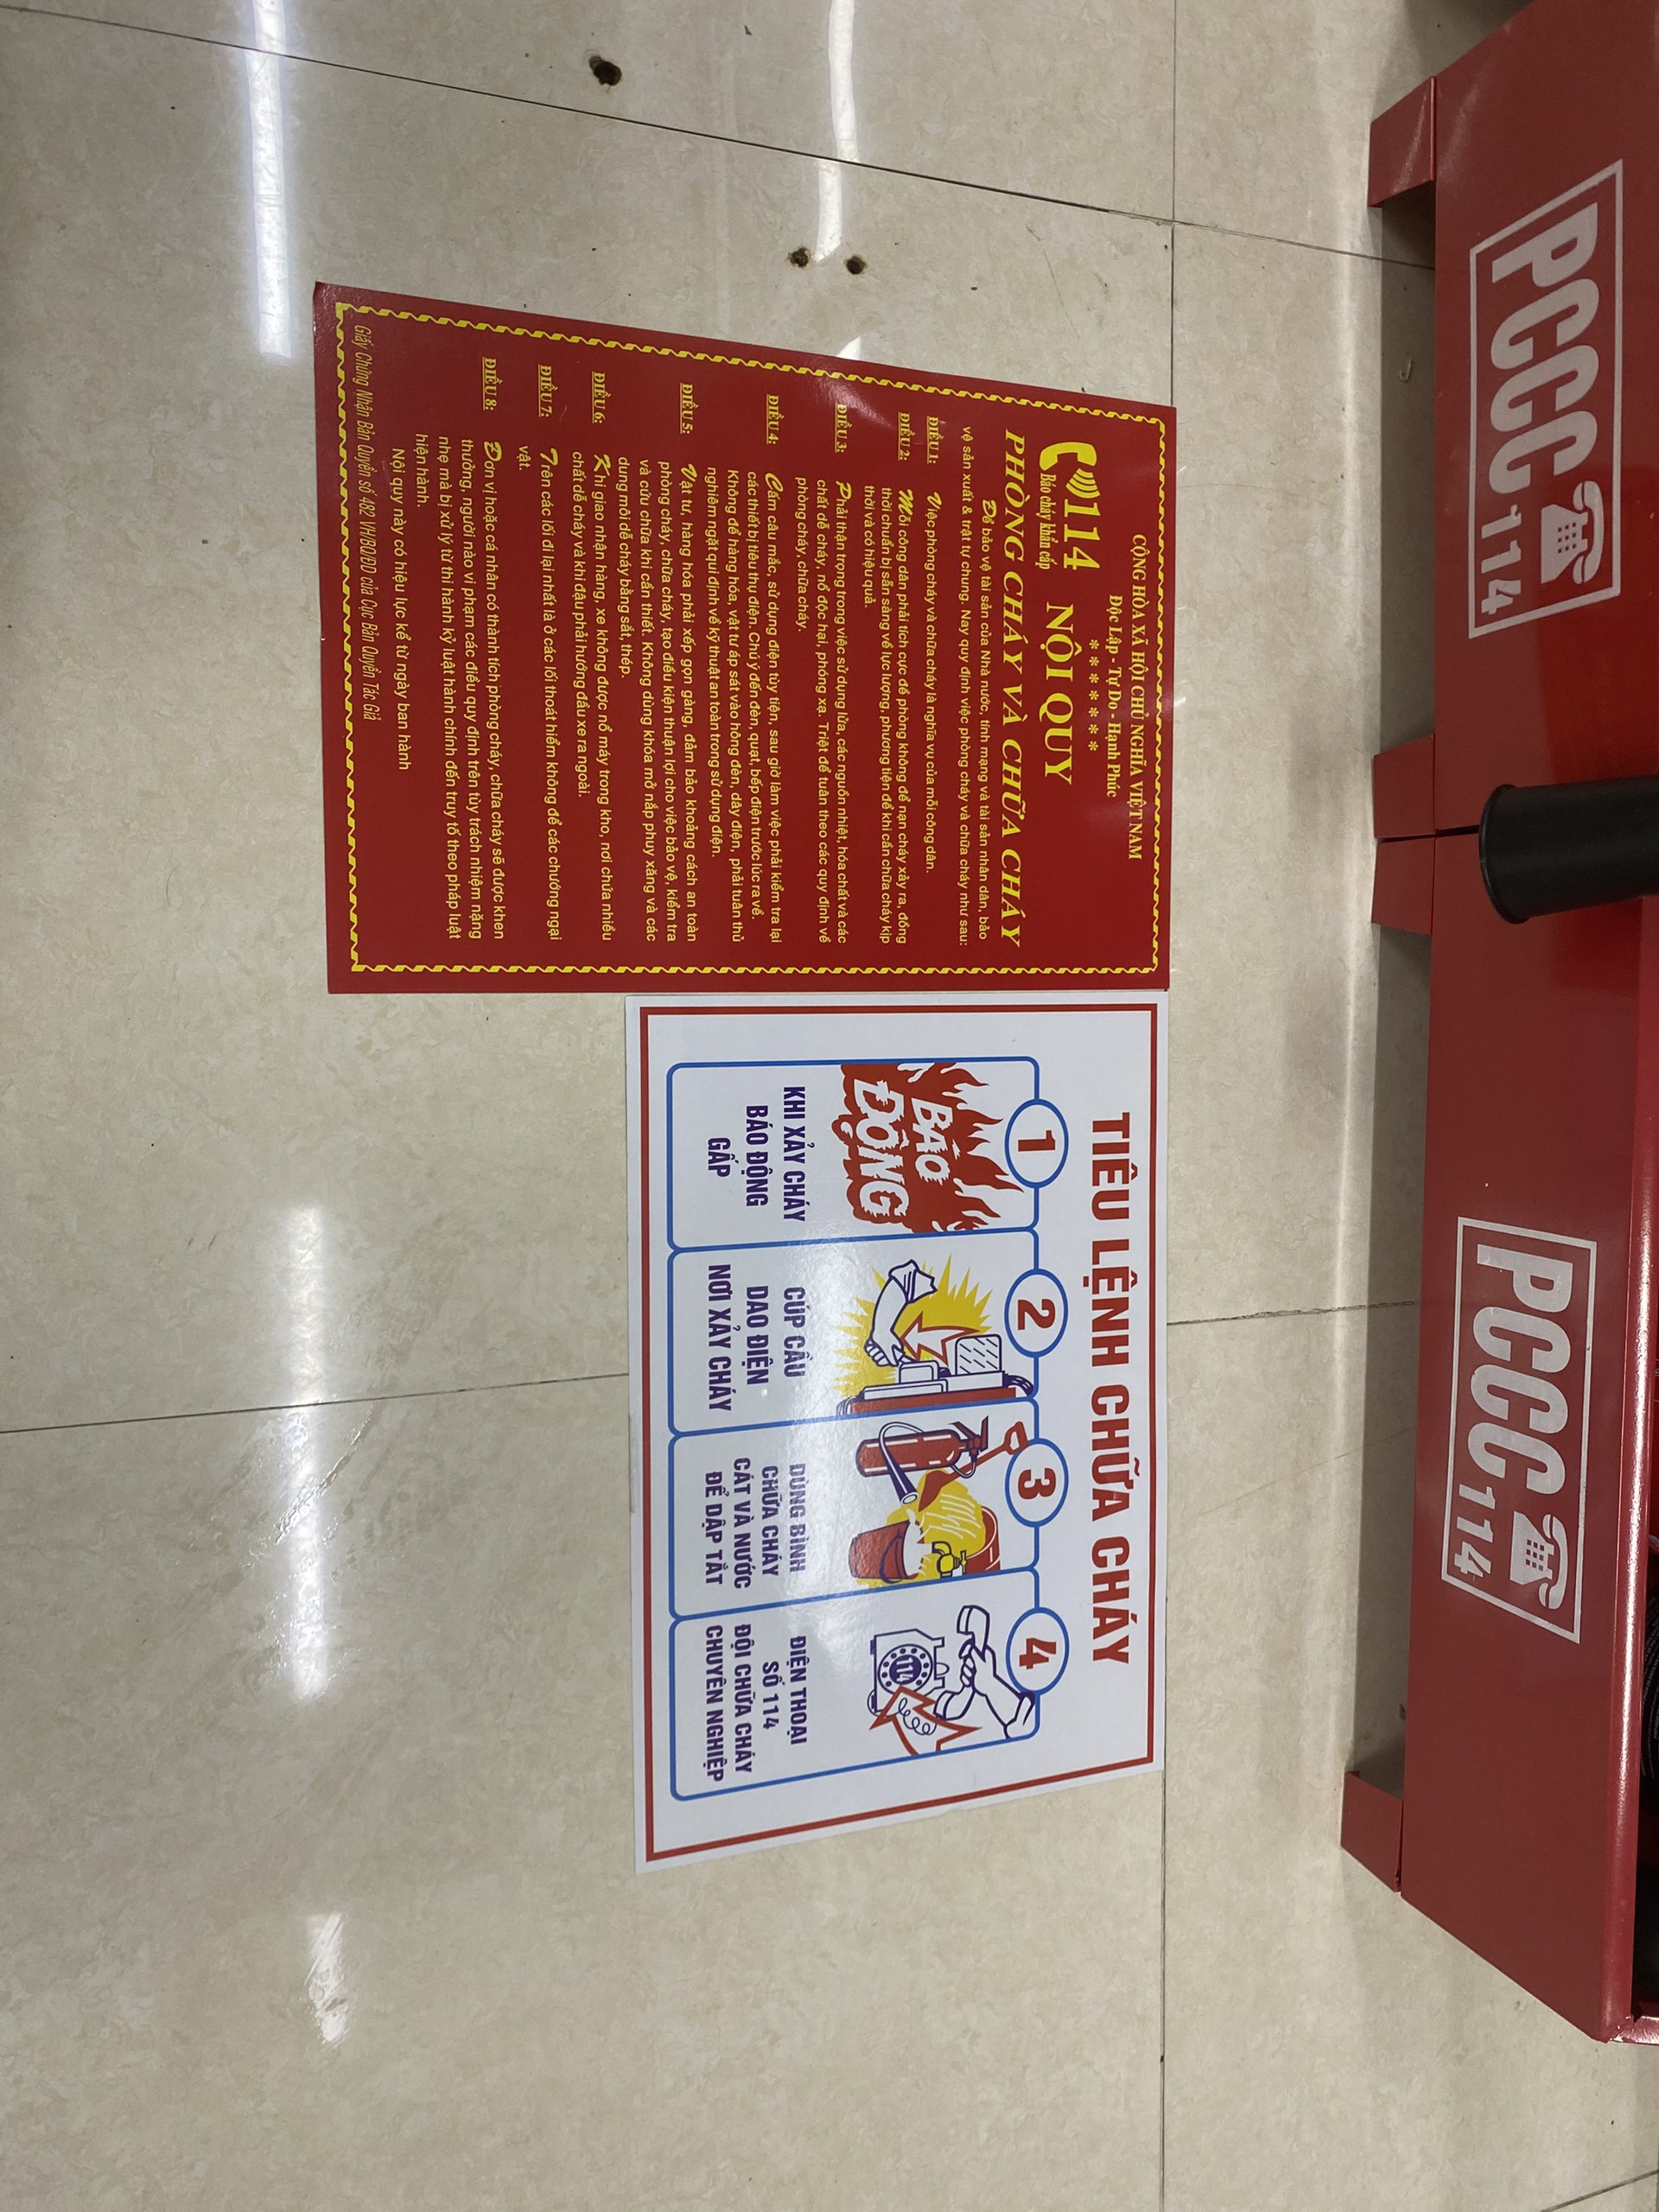 PCCC 114
PCCC 114
CỘNG HÒA XÃ HỘI CHỦ NGHĨA VIỆT NAM
Độc Lập - Tự Do - Hạnh Phúc
*******
114
Báo cháy khẩn cấp
NỘI QUY
PHÒNG CHÁY VÀ CHỮA CHÁY
Để bảo vệ tài sản của Nhà nước, tính mạng và tài sản nhân dân, bảo
vệ sản xuất & trật tự chung. Nay quy định việc phòng cháy và chữa cháy như sau:
ĐIỀU 1: Việc phòng cháy và chữa cháy là nghĩa vụ của mỗi công dân.
ĐIỀU 2: Mỗi công dân phải tích cực đề phòng không để nạn cháy xảy ra, đồng
thời chuẩn bị sẵn sàng về lực lượng, phương tiện để khi cần chữa cháy kịp
thời và có hiệu quả.
ĐIỀU 3: Phải thận trọng trong việc sử dụng lửa, các nguồn nhiệt, hóa chất và các
chất dễ cháy, nổ độc hại, phóng xạ. Triệt để tuân theo các quy định về
phòng cháy, chữa cháy.
ĐIỀU 4: Cấm câu mắc, sử dụng điện tùy tiện, sau giờ làm việc phải kiểm tra lại
các thiết bị tiêu thụ điện. Chú ý đến đèn, quạt, bếp điện trước lúc ra về.
Không để hàng hóa, vật tư áp sát vào hông đèn, dây điện, phải tuân thủ
nghiêm ngặt qui định về kỹ thuật an toàn trong sử dụng điện.
ĐIỀU 5: Vật tư, hàng hóa phải xếp gọn gàng, đảm bảo khoảng cách an toàn
phòng cháy, chữa cháy, tạo điều kiện thuận lợi cho việc bảo vệ, kiểm tra
và cứu chữa khi cần thiết. Không dùng khóa mở nắp phuy xăng và các
dung môi dễ cháy bằng sắt, thép.
ĐIỀU 6: Khi giao nhận hàng, xe không được nổ máy trong kho, nơi chứa nhiều
chất dễ cháy và khi đậu phải hướng đầu xe ra ngoài.
ĐIỀU 7: Trên các lối đi lại nhất là ở các lối thoát hiểm không để các chướng ngại
vật.
ĐIỀU 8: Đơn vị hoặc cá nhân có thành tích phòng cháy, chữa cháy sẽ được khen
thưởng, người nào vi phạm các điều quy định trên tùy trách nhiệm nặng
nhẹ mà bị xử lý từ thi hành kỷ luật hành chính đến truy tố theo pháp luật
hiện hành.
Nội quy này có hiệu lực kể từ ngày ban hành
Giấy Chứng Nhận Bản Quyền số 482 VH/BQ/BD của Cục Bản Quyền Tác Giả
TIÊU LỆNH CHỮA CHÁY
1
BÁO
ĐỘNG
KHI XẢY CHÁY
BÁO ĐỘNG
GẤP
2
CÚP CẦU
DAO ĐIỆN
NƠI XẢY CHÁY
3
DÙNG BÌNH
CHỮA CHÁY
CÁT VÀ NƯỚC
ĐỂ DẬP TẮT
4
114
ĐIỆN THOẠI
SỐ 114
ĐỘI CHỮA CHÁY
CHUYÊN NGHIỆP